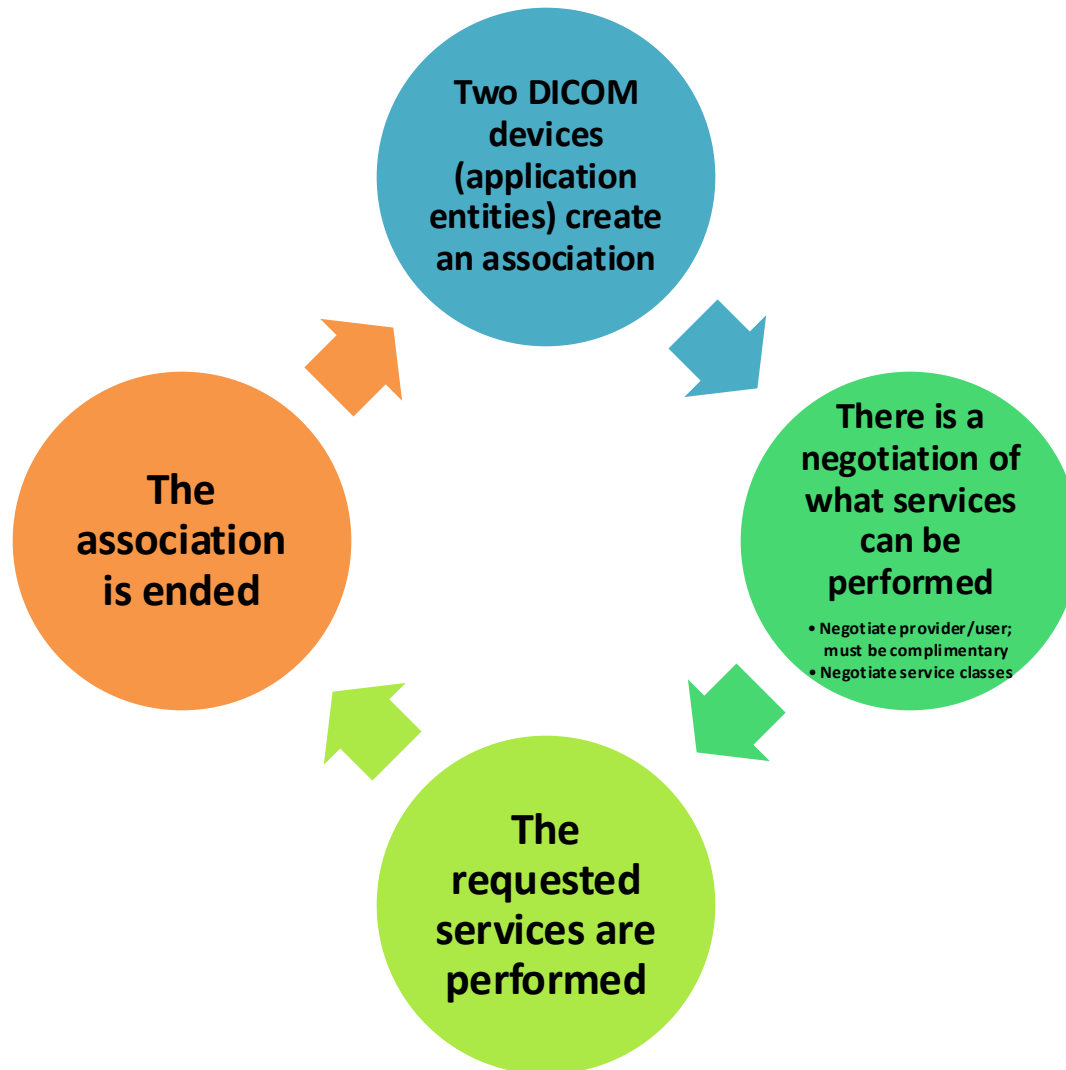 Two DICOM
devices
(application
entities) create
an association
There is a
negotiation of
what services
can be
performed
• Negotiate provider/user;
must be complimentary
• Negotiate service classes
The
requested
services are
performed
The
association
is ended